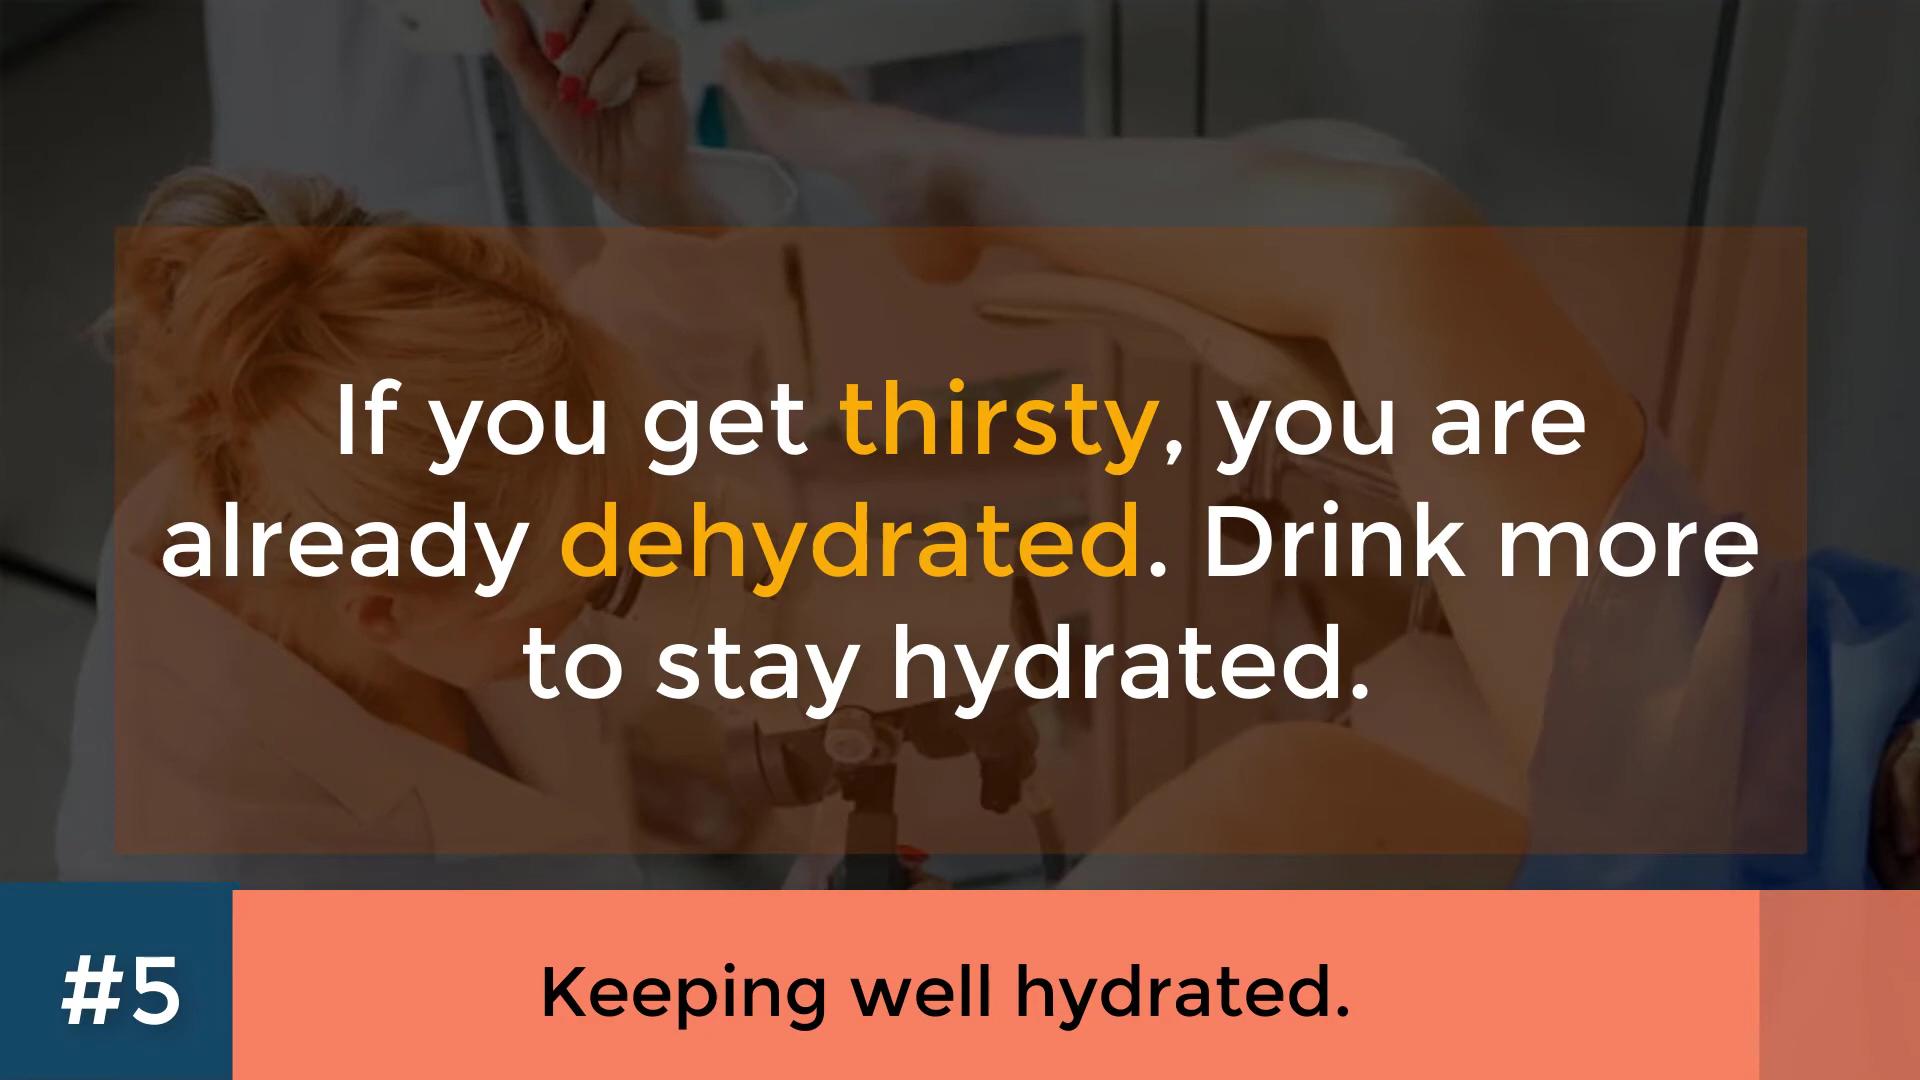 If you get thirsty, you are
already dehydrated. Drink more
to stay hydrated.
#5
Keeping well hydrated.